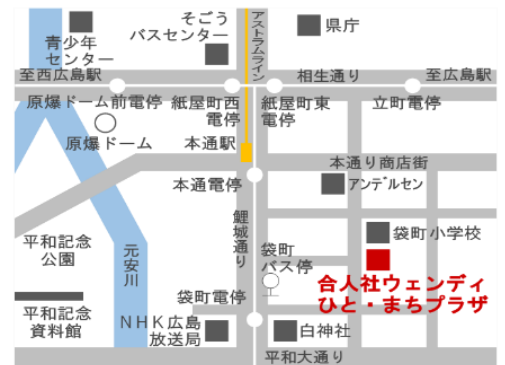 青少年
センター
そごう
バスセンター
アストラムライン
県庁
至西広島駅
相生通り
至広島駅
原爆ドーム前電停
紙屋町西
電停
紙屋町東
電停
立町電停
原爆ドーム
本通駅
本通り商店街
本通電停
アンデルセン
鯉城通り
袋町小学校
平和記念
公園
元安川
袋町
バス停
合人社ウェンディ
ひと・まちプラザ
袋町電停
平和記念
資料館
NHK広島
放送局
白神社
平和大通り